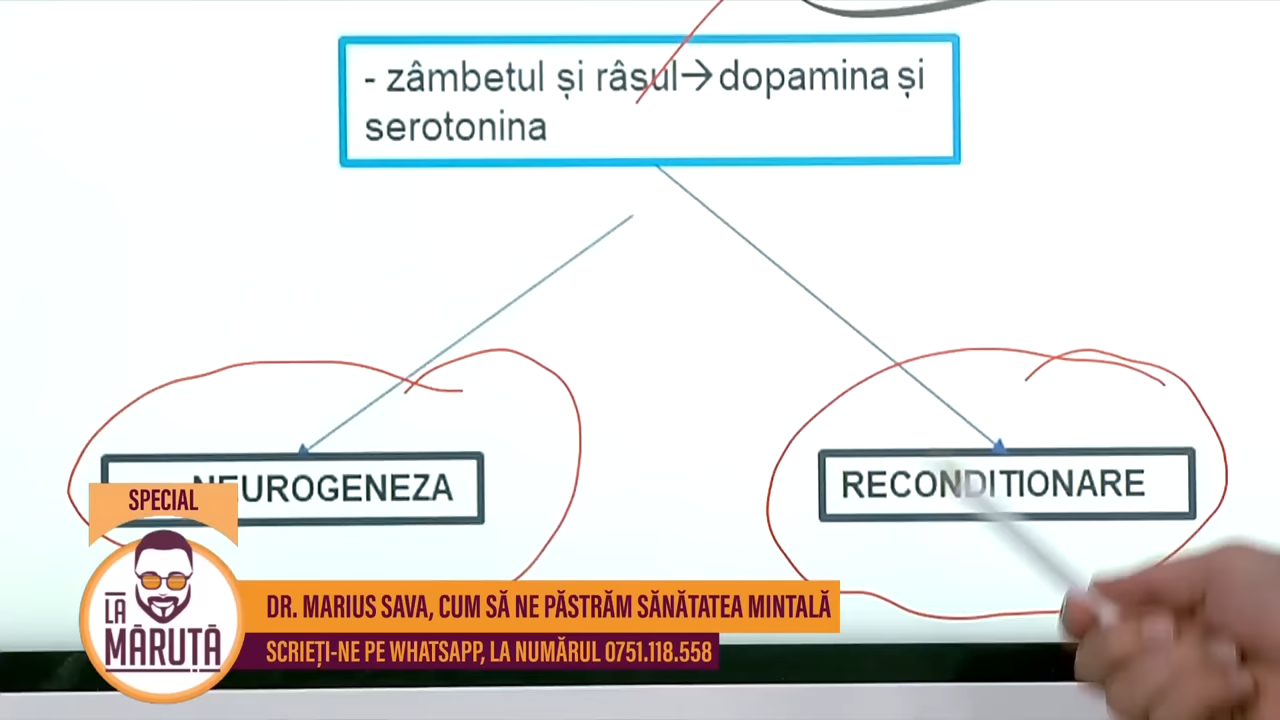 - zâmbetul și râsul→dopamina și
serotonina
NEUROGENEZA
RECONDITIONARE
SPECIAL
LA
MĂRUȚĂ
DR. MARIUS SAVA, CUM SĂ NE PĂSTRĂM SĂNĂTATEA MINTALĂ
SCRIEȚI-NE PE WHATSAPP, LA NUMĂRUL 0751.118.558